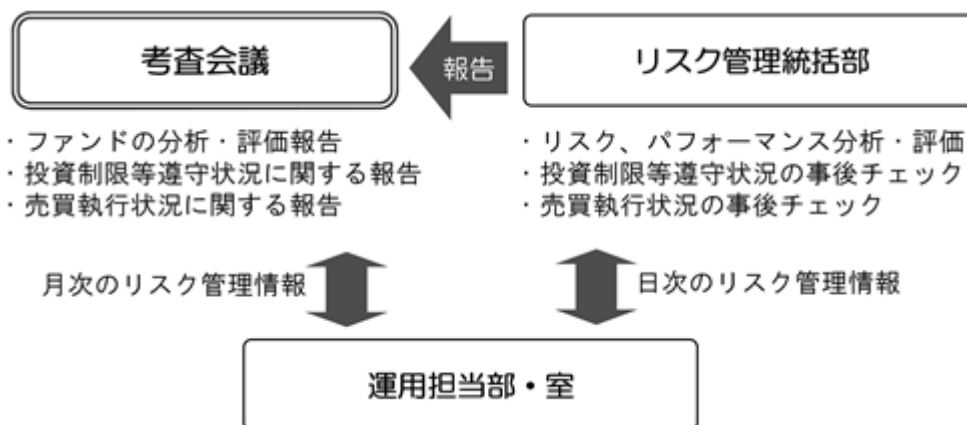 考査会議
報告
リスク管理統括部
・ファンドの分析・評価報告
・投資制限等遵守状況に関する報告
・売買執行状況に関する報告
・リスク、パフォーマンス分析・評価
・投資制限等遵守状況の事後チェック
・売買執行状況の事後チェック
月次のリスク管理情報
日次のリスク管理情報
運用担当部・室